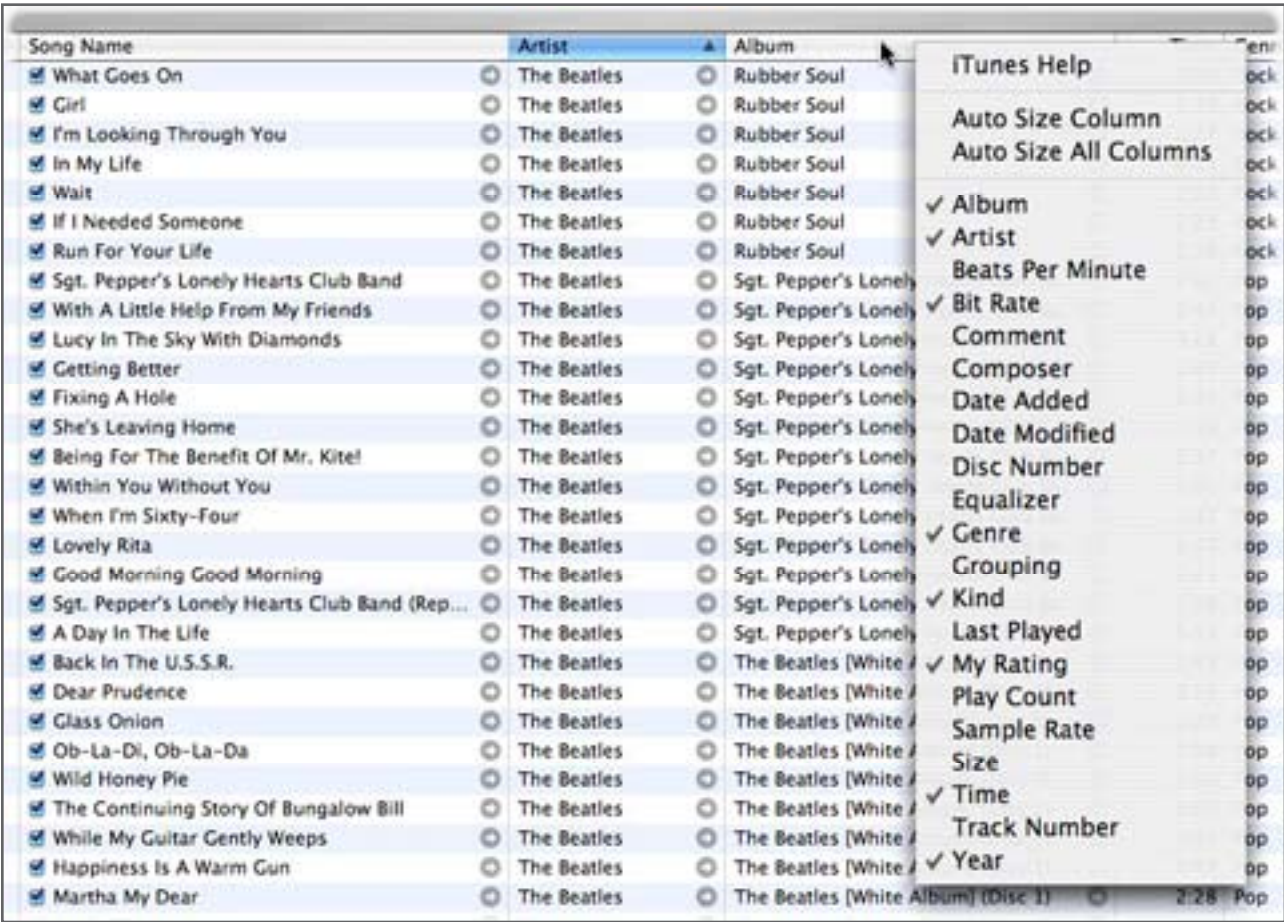 Song Name Artist Album
What Goes On The Beatles Rubber Soul
Girl The Beatles Rubber Soul
I'm Looking Through You The Beatles Rubber Soul
In My Life The Beatles Rubber Soul
Wait The Beatles Rubber Soul
If I Needed Someone The Beatles Rubber Soul
Run For Your Life The Beatles Rubber Soul
Sgt. Pepper's Lonely Hearts Club Band The Beatles Sgt. Pepper's Lonely
With A Little Help From My Friends The Beatles Sgt. Pepper's Lonely
Lucy In The Sky With Diamonds The Beatles Sgt. Pepper's Lonely
Getting Better The Beatles Sgt. Pepper's Lonely
Fixing A Hole The Beatles Sgt. Pepper's Lonely
She's Leaving Home The Beatles Sgt. Pepper's Lonely
Being For The Benefit Of Mr. Kite! The Beatles Sgt. Pepper's Lonely
Within You Without You The Beatles Sgt. Pepper's Lonely
When I'm Sixty-Four The Beatles Sgt. Pepper's Lonely
Lovely Rita The Beatles Sgt. Pepper's Lonely
Good Morning Good Morning The Beatles Sgt. Pepper's Lonely
Sgt. Pepper's Lonely Hearts Club Band (Rep... The Beatles Sgt. Pepper's Lonely
A Day In The Life The Beatles Sgt. Pepper's Lonely
Back In The U.S.S.R. The Beatles The Beatles [White A
Dear Prudence The Beatles The Beatles [White A
Glass Onion The Beatles The Beatles [White A
Ob-La-Di, Ob-La-Da The Beatles The Beatles [White A
Wild Honey Pie The Beatles The Beatles [White A
The Continuing Story Of Bungalow Bill The Beatles The Beatles [White A
While My Guitar Gently Weeps The Beatles The Beatles [White A
Happiness Is A Warm Gun The Beatles The Beatles [White A
Martha My Dear The Beatles The Beatles [White Album] (Disc 1) 2:28 Pop
iTunes Help
Auto Size Column
Auto Size All Columns
Album
Artist
Beats Per Minute
Bit Rate
Comment
Composer
Date Added
Date Modified
Disc Number
Equalizer
Genre
Grouping
Kind
Last Played
My Rating
Play Count
Sample Rate
Size
Time
Track Number
Year